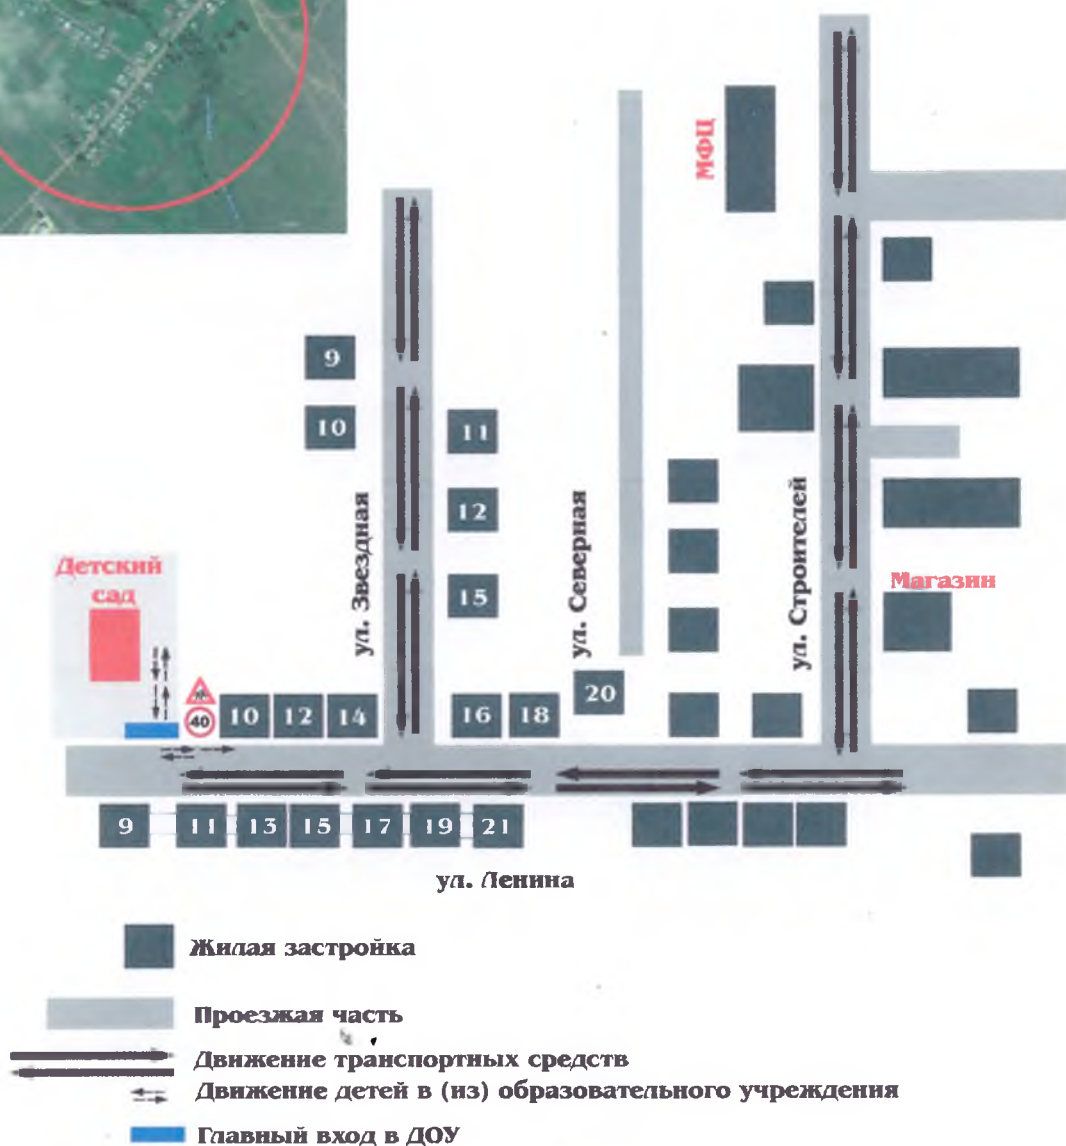 МФЦ
9
10
11
12
15
ул. Звездная
ул. Северная
ул. Строителей
Магазин
Детский
сад
40
10
12
14
16
18
20
9
11
13
15
17
19
21
ул. Ленина
Жилая застройка
Проезжая часть
Движение транспортных средств
Движение детей в (из) образовательного учреждения
Главный вход в ДОУ